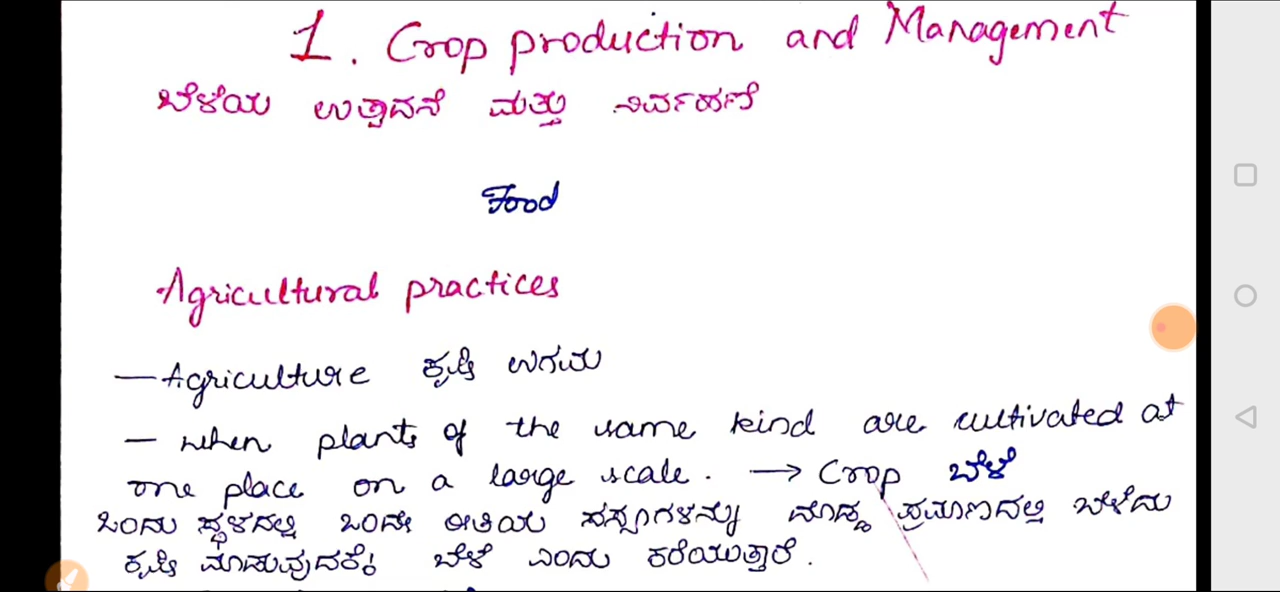 1. Crop production and Management
ಬೆಳೆಯ ಉತ್ಪಾದನೆ ಮತ್ತು ನಿರ್ವಹಣೆ
Food
Agricultural practices
— Agriculture ಕೃಷಿ ಉಗಮ
— when plants of the same kind are cultivated at
one place on a large scale. → Crop ಬೆಳೆ
ಒಂದು ಸ್ಥಳದಲ್ಲಿ ಒಂದೇ ರೀತಿಯ ಸಸ್ಯಗಳನ್ನು ದೊಡ್ಡ ಪ್ರಮಾಣದಲ್ಲಿ ಬೆಳೆದು
ಕೃಷಿ ಮಾಡುವುದಕ್ಕೆ ಬೆಳೆ ಎಂದು ಕರೆಯುತ್ತಾರೆ.